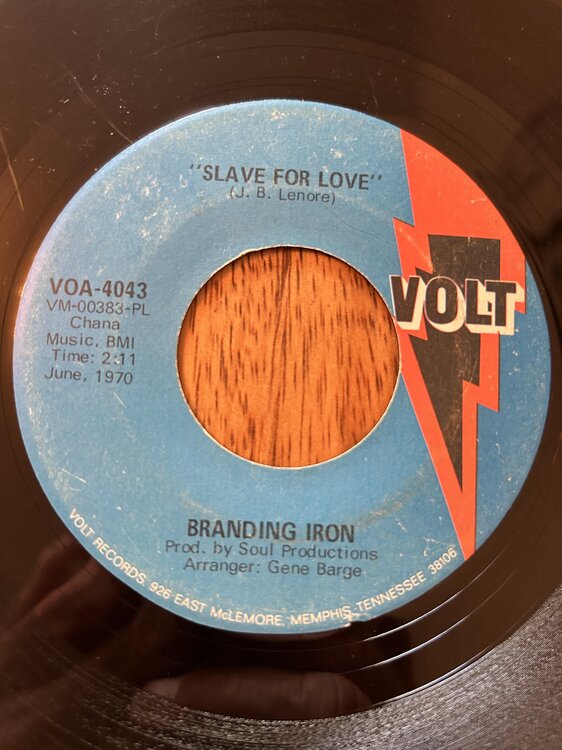 "SLAVE FOR LOVE"
(J. B. Lenore)
VOA-4043
VM-00383-PL
Chana
Music, BMI
Time: 2:11
June, 1970
VOLT
BRANDING IRON
Prod. by Soul Productions
Arranger: Gene Barge
VOLT RECORDS, 926 EAST McLEMORE, MEMPHIS, TENNESSEE 38106